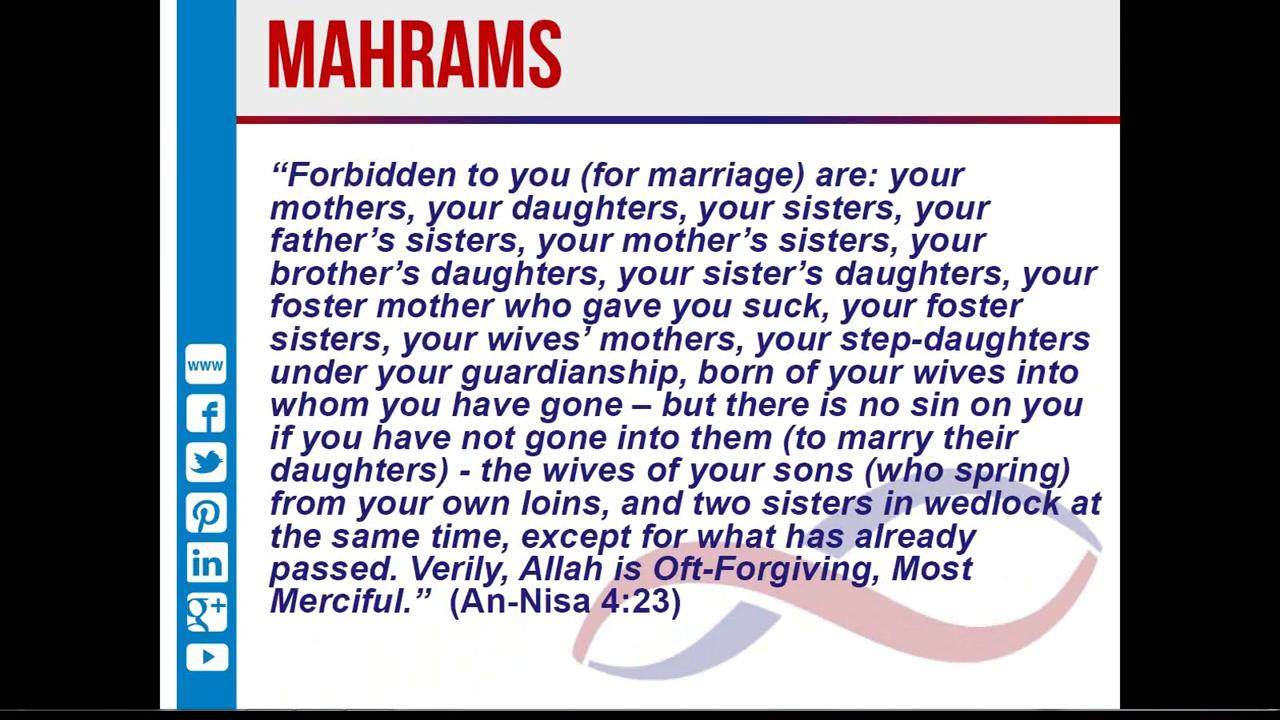 MAHRAMS
“Forbidden to you (for marriage) are: your
mothers, your daughters, your sisters, your
father’s sisters, your mother’s sisters, your
brother’s daughters, your sister’s daughters, your
foster mother who gave you suck, your foster
sisters, your wives’ mothers, your step-daughters
under your guardianship, born of your wives into
whom you have gone – but there is no sin on you
if you have not gone into them (to marry their
daughters) - the wives of your sons (who spring)
from your own loins, and two sisters in wedlock at
the same time, except for what has already
passed. Verily, Allah is Oft-Forgiving, Most
Merciful.” (An-Nisa 4:23)
www
f
in
g+